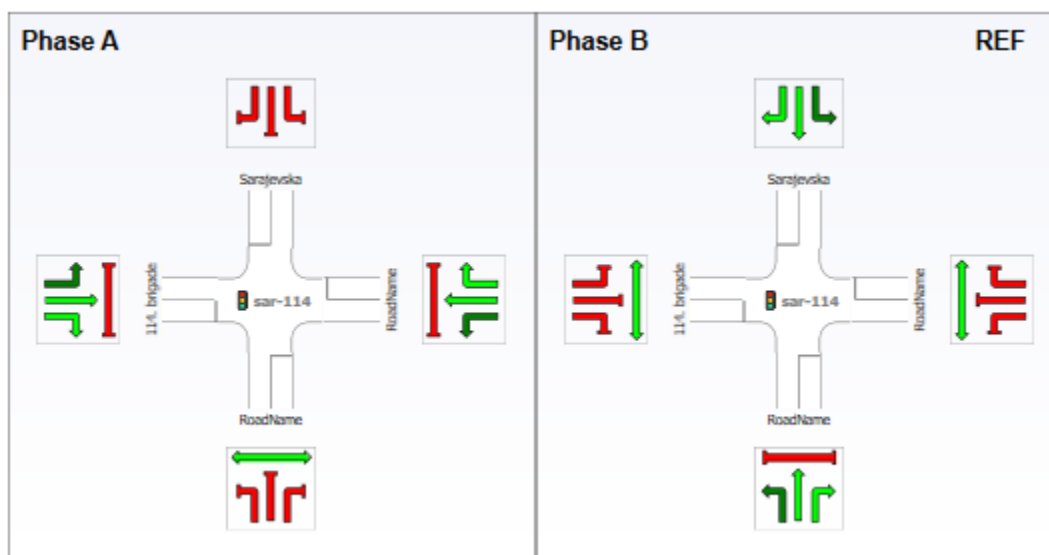 Phase A
Sarajevska
114. brigade
sar-114
RoadName
RoadName
Phase B REF
Sarajevska
114. brigade
sar-114
RoadName
RoadName